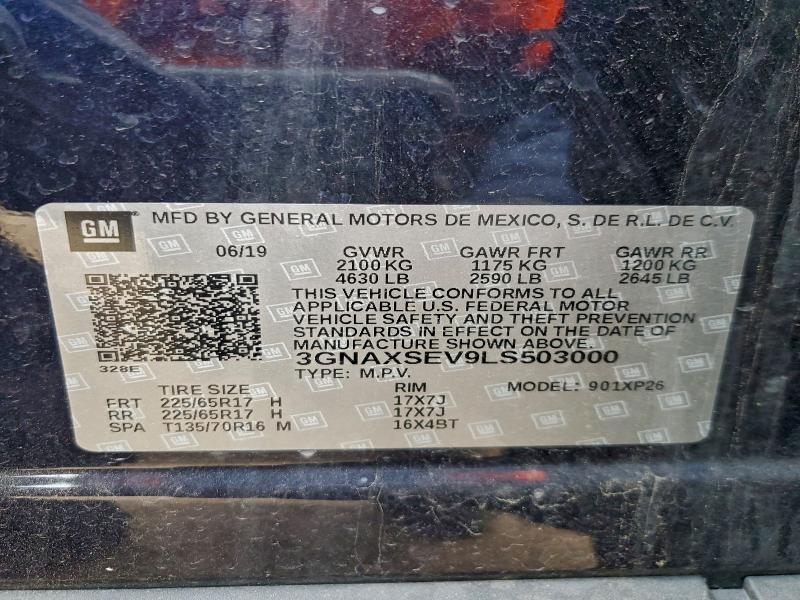 GM MFD BY GENERAL MOTORS DE MEXICO, S. DE R.L. DE C.V.
06/19 GVWR GAWR FRT GAWR RR
2100 KG 1175 KG 1200 KG
4630 LB 2590 LB 2645 LB
THIS VEHICLE CONFORMS TO ALL
APPLICABLE U.S. FEDERAL MOTOR
VEHICLE SAFETY AND THEFT PREVENTION
STANDARDS IN EFFECT ON THE DATE OF
MANUFACTURE SHOWN ABOVE.
3GNAXSEV9LS503000
328E TYPE: M.P.V.
TIRE SIZE RIM MODEL: 901XP26
FRT 225/65R17 H 17X7J
RR 225/65R17 H 17X7J
SPA T135/70R16 M 16X4BT